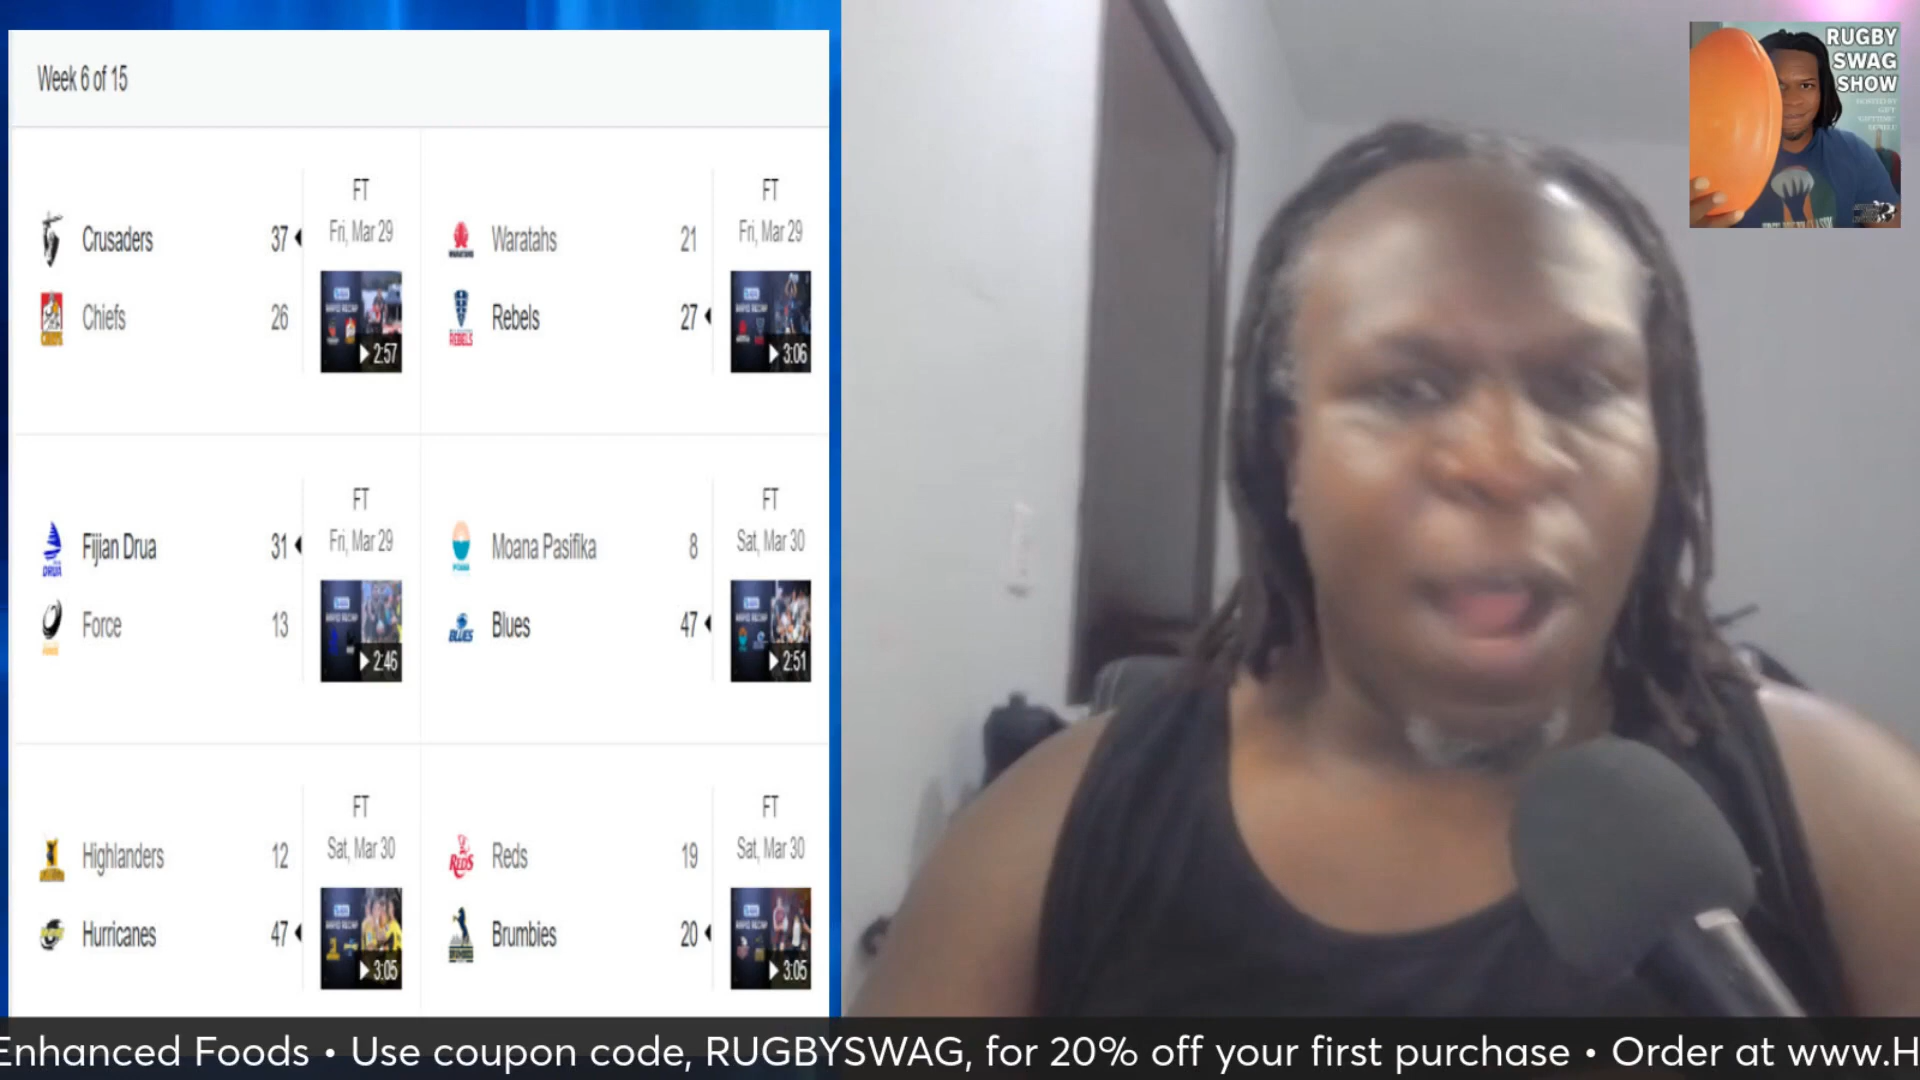 Week 6 of 15
FT
Fri, Mar 29
Crusaders 37
Chiefs 26
2:57
FT
Fri, Mar 29
Waratahs 21
Rebels 27
REBELS
3:06
FT
Fri, Mar 29
Fijian Drua 31
DRUA
Force 13
2:46
FT
Sat, Mar 30
Moana Pasifika 8
Blues 47
BLUES
2:51
FT
Sat, Mar 30
Highlanders 12
Hurricanes 47
3:05
FT
Sat, Mar 30
Reds 19
REDS
Brumbies 20
3:05
RUGBY
SWAG
SHOW
Enhanced Foods • Use coupon code, RUGBYSWAG, for 20% off your first purchase • Order at www.H